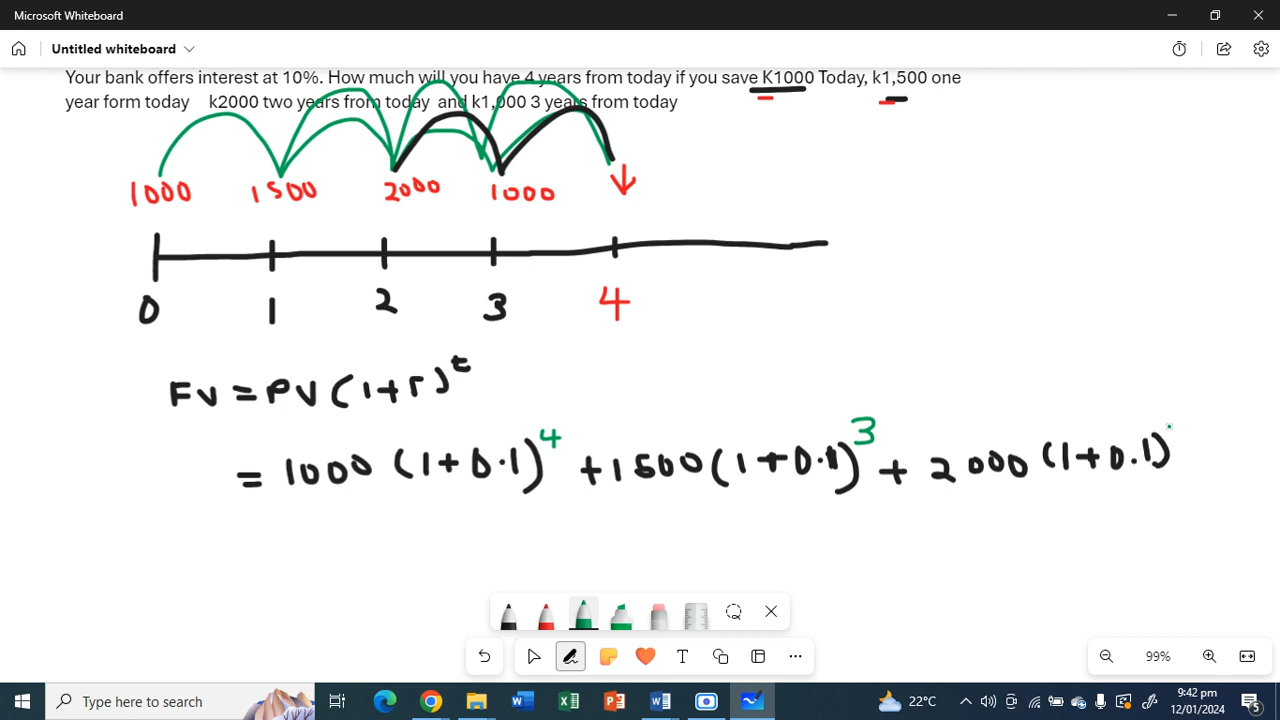 Microsoft Whiteboard
Untitled whiteboard
Your bank offers interest at 10%. How much will you have 4 years from today if you save K1000 Today, k1,500 one
year form today k2000 two years from today and k1,000 3 years from today
1000 1500 2000 1000
0 1 2 3 4
FV = PV (1+r)^t
= 1000 (1+0.1)^4 + 1500 (1+0.1)^3 + 2000 (1+0.1)
99%
Type here to search
22°C
9:42 pm
12/01/2024
5